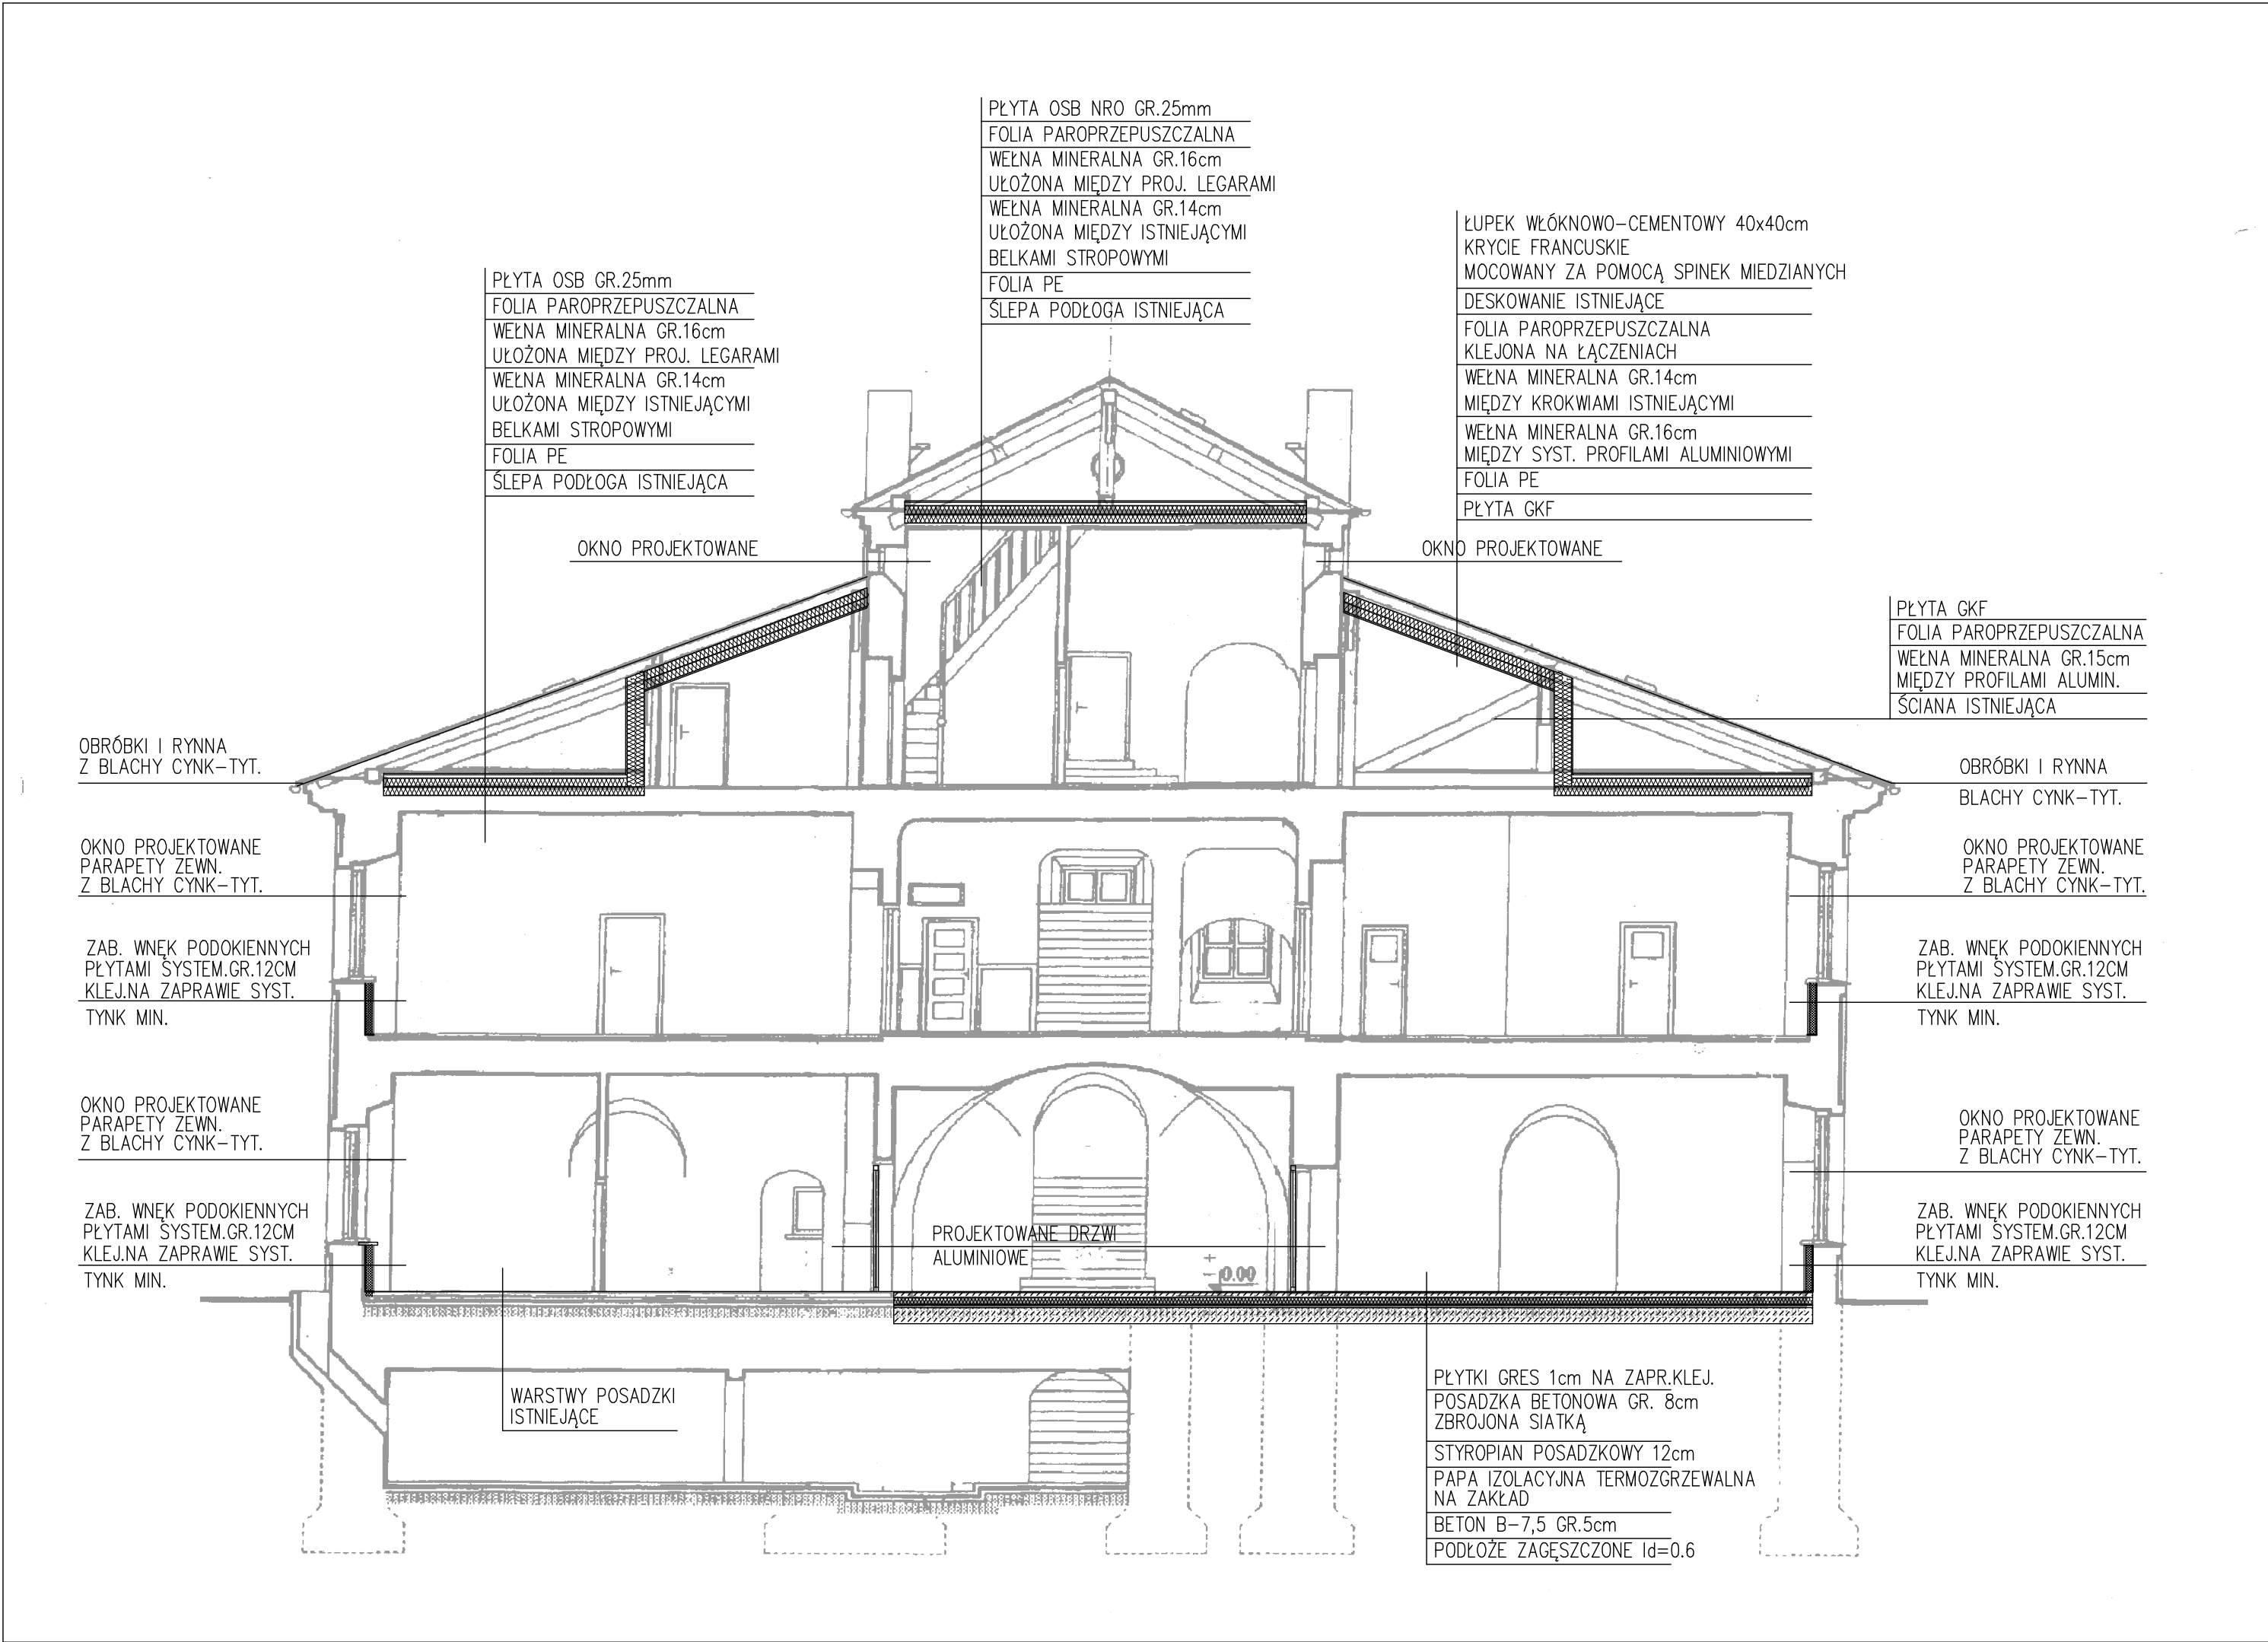 PŁYTA OSB NRO GR.25mm
FOLIA PAROPRZEPUSZCZALNA
WEŁNA MINERALNA GR.16cm
UŁOŻONA MIĘDZY PROJ. LEGARAMI
WEŁNA MINERALNA GR.14cm
UŁOŻONA MIĘDZY ISTNIEJĄCYMI
BELKAMI STROPOWYMI
FOLIA PE
ŚLEPA PODŁOGA ISTNIEJĄCA
PŁYTA OSB GR.25mm
FOLIA PAROPRZEPUSZCZALNA
WEŁNA MINERALNA GR.16cm
UŁOŻONA MIĘDZY PROJ. LEGARAMI
WEŁNA MINERALNA GR.14cm
UŁOŻONA MIĘDZY ISTNIEJĄCYMI
BELKAMI STROPOWYMI
FOLIA PE
ŚLEPA PODŁOGA ISTNIEJĄCA
ŁUPEK WŁÓKNOWO-CEMENTOWY 40x40cm
KRYCIE FRANCUSKIE
MOCOWANY ZA POMOCĄ SPINEK MIEDZIANYCH
DESKOWANIE ISTNIEJĄCE
FOLIA PAROPRZEPUSZCZALNA
KLEJONA NA ŁĄCZENIACH
WEŁNA MINERALNA GR.14cm
MIĘDZY KROKWIAMI ISTNIEJĄCYMI
WEŁNA MINERALNA GR.16cm
MIĘDZY SYST. PROFILAMI ALUMINIOWYMI
FOLIA PE
PŁYTA GKF
OKNO PROJEKTOWANE
OKNO PROJEKTOWANE
PŁYTA GKF
FOLIA PAROPRZEPUSZCZALNA
WEŁNA MINERALNA GR.15cm
MIĘDZY PROFILAMI ALUMIN.
ŚCIANA ISTNIEJĄCA
OBRÓBKI I RYNNA
Z BLACHY CYNK-TYT.
OBRÓBKI I RYNNA
BLACHY CYNK-TYT.
OKNO PROJEKTOWANE
PARAPETY ZEWN.
Z BLACHY CYNK-TYT.
OKNO PROJEKTOWANE
PARAPETY ZEWN.
Z BLACHY CYNK-TYT.
ZAB. WNĘK PODOKIENNYCH
PŁYTAMI SYSTEM.GR.12CM
KLEJ.NA ZAPRAWIE SYST.
TYNK MIN.
ZAB. WNĘK PODOKIENNYCH
PŁYTAMI SYSTEM.GR.12CM
KLEJ.NA ZAPRAWIE SYST.
TYNK MIN.
OKNO PROJEKTOWANE
PARAPETY ZEWN.
Z BLACHY CYNK-TYT.
OKNO PROJEKTOWANE
PARAPETY ZEWN.
Z BLACHY CYNK-TYT.
ZAB. WNĘK PODOKIENNYCH
PŁYTAMI SYSTEM.GR.12CM
KLEJ.NA ZAPRAWIE SYST.
TYNK MIN.
PROJEKTOWANE DRZWI
ALUMINIOWE
0.00
ZAB. WNĘK PODOKIENNYCH
PŁYTAMI SYSTEM.GR.12CM
KLEJ.NA ZAPRAWIE SYST.
TYNK MIN.
WARSTWY POSADZKI
ISTNIEJĄCE
PŁYTKI GRES 1cm NA ZAPR.KLEJ.
POSADZKA BETONOWA GR. 8cm
ZBROJONA SIATKĄ
STYROPIAN POSADZKOWY 12cm
PAPA IZOLACYJNA TERMOZGRZEWALNA
NA ZAKŁAD
BETON B-7,5 GR.5cm
PODŁOŻE ZAGĘSZCZONE Id=0.6